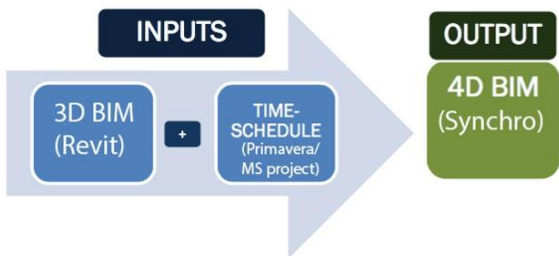 INPUTS
OUTPUT
3D BIM
(Revit)
+
TIME-
SCHEDULE
(Primavera/
MS project)
4D BIM
(Synchro)